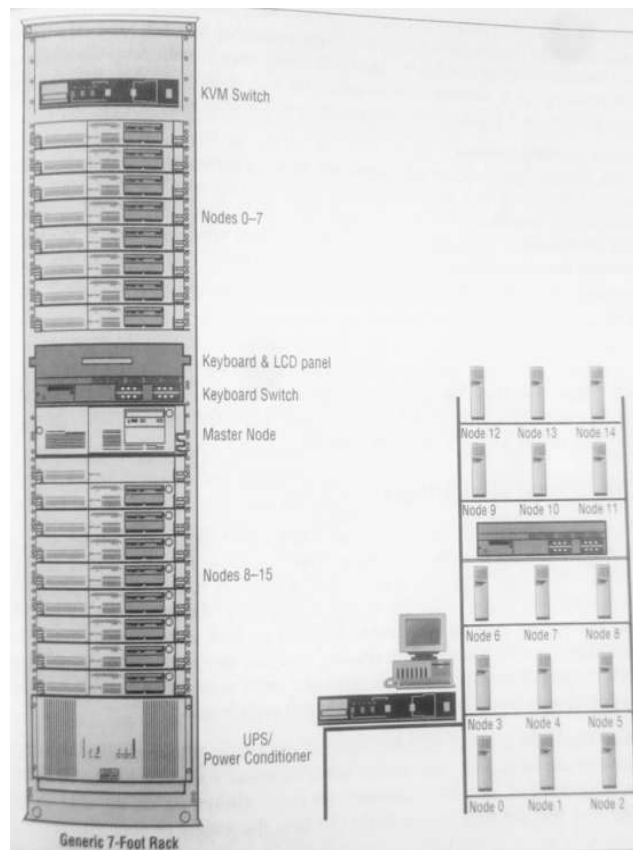 KVM Switch
Nodes 0–7
Keyboard & LCD panel
Keyboard Switch
Master Node
Nodes 8–15
UPS/
Power Conditioner
Generic 7-Foot Rack
Node 12 Node 13 Node 14
Node 9 Node 10 Node 11
Node 6 Node 7 Node 8
Node 3 Node 4 Node 5
Node 0 Node 1 Node 2